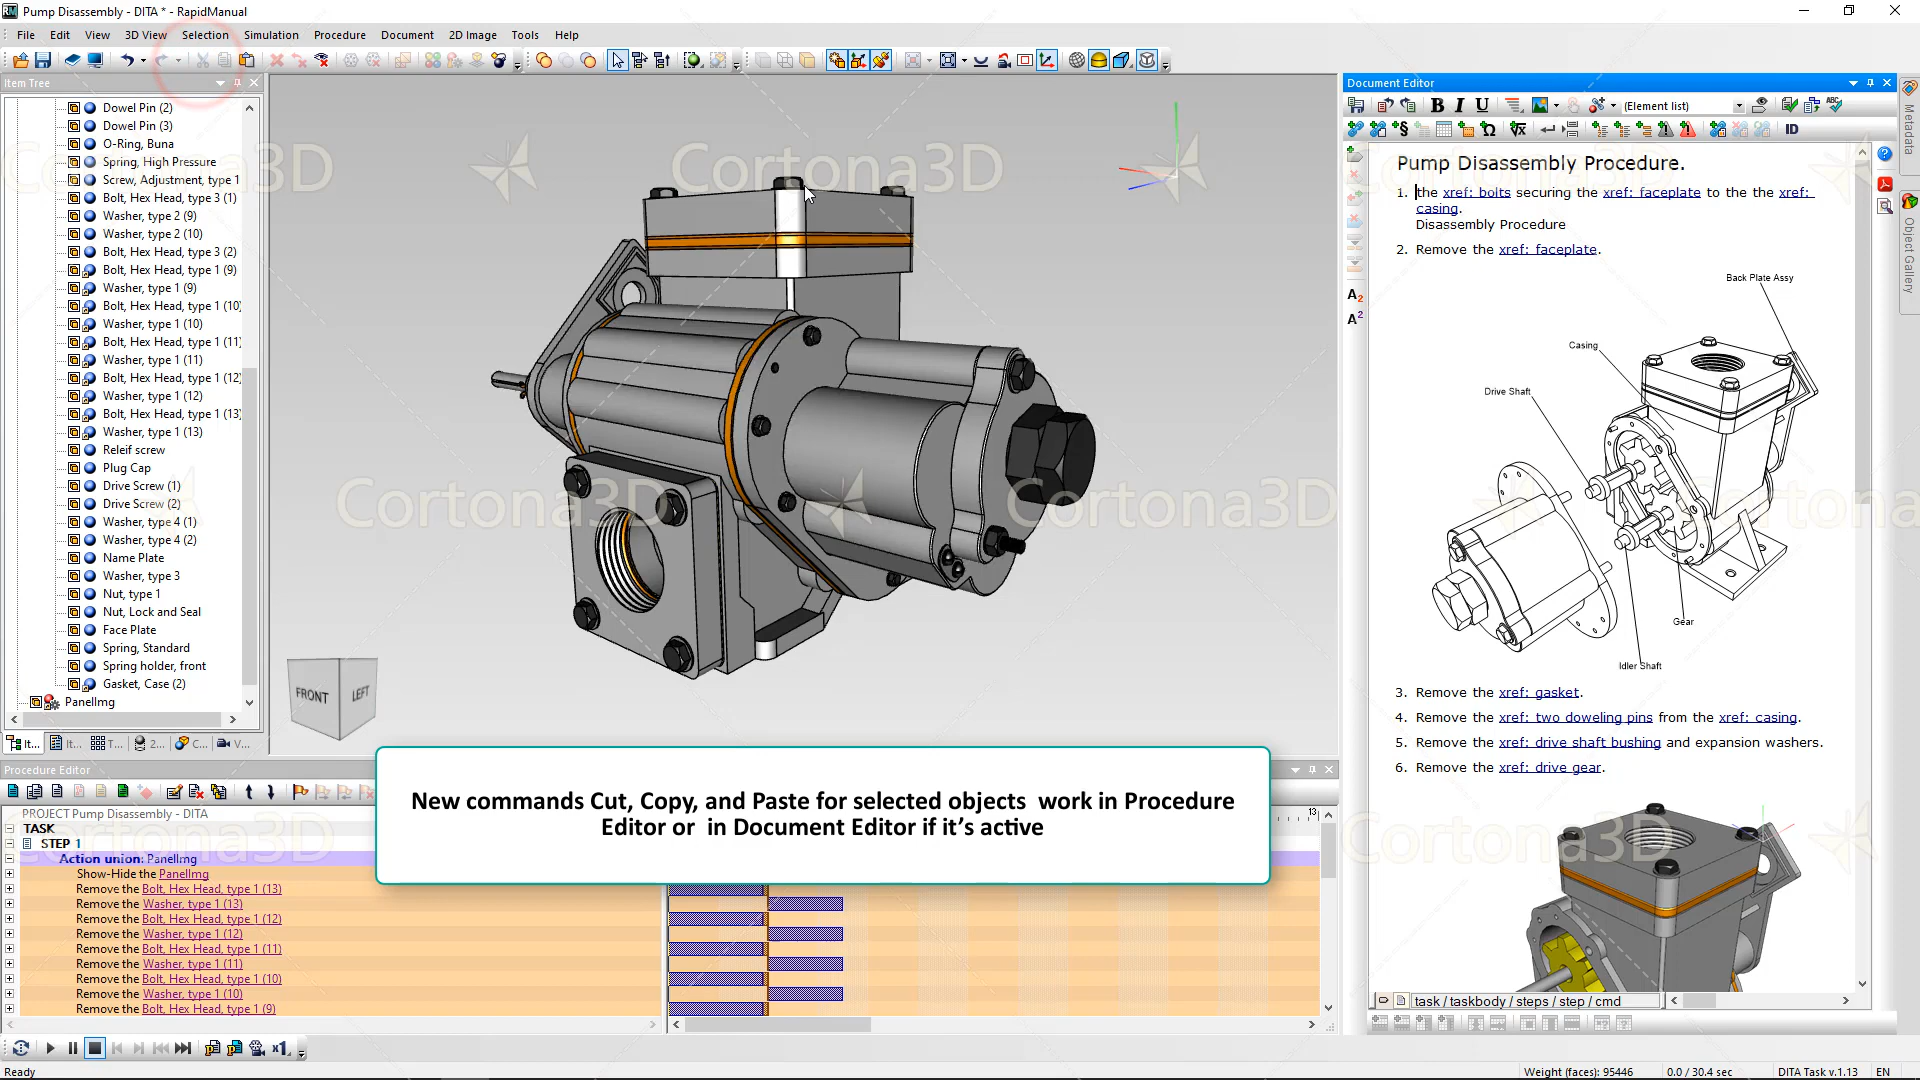 Pump Disassembly - DITA * - RapidManual
File Edit View 3D View Selection Simulation Procedure Document 2D Image Tools Help
Item Tree
Dowel Pin (2)
Dowel Pin (3)
O-Ring, Buna
Spring, High Pressure
Screw, Adjustment, type 1
Bolt, Hex Head, type 3 (1)
Washer, type 2 (9)
Washer, type 2 (10)
Bolt, Hex Head, type 3 (2)
Bolt, Hex Head, type 1 (9)
Washer, type 1 (9)
Bolt, Hex Head, type 1 (10)
Washer, type 1 (10)
Bolt, Hex Head, type 1 (11)
Washer, type 1 (11)
Bolt, Hex Head, type 1 (12)
Washer, type 1 (12)
Bolt, Hex Head, type 1 (13)
Washer, type 1 (13)
Releif screw
Plug Cap
Drive Screw (1)
Drive Screw (2)
Washer, type 4 (1)
Washer, type 4 (2)
Name Plate
Washer, type 3
Nut, type 1
Nut, Lock and Seal
Face Plate
Spring, Standard
Spring holder, front
Gasket, Case (2)
PanelImg
It... It... T... 2... C... V...
Cortona3D
Cortona3D
Cortona3D
Cortona3D
FRONT LEFT
Document Editor
B I U (Element list)
ID
Metadata
Object Gallery
Pump Disassembly Procedure.
1. the xref: bolts securing the xref: faceplate to the the xref:
casing.
Disassembly Procedure
2. Remove the xref: faceplate.
Back Plate Assy
Casing
Drive Shaft
Gear
Idler Shaft
3. Remove the xref: gasket.
4. Remove the xref: two doweling pins from the xref: casing.
5. Remove the xref: drive shaft bushing and expansion washers.
6. Remove the xref: drive gear.
task / taskbody / steps / step / cmd
New commands Cut, Copy, and Paste for selected objects work in Procedure
Editor or in Document Editor if it's active
Procedure Editor
PROJECT Pump Disassembly - DITA
TASK
STEP 1
Action union: PanelImg
Show-Hide the PanelImg
Remove the Bolt, Hex Head, type 1 (13)
Remove the Washer, type 1 (13)
Remove the Bolt, Hex Head, type 1 (12)
Remove the Washer, type 1 (12)
Remove the Bolt, Hex Head, type 1 (11)
Remove the Washer, type 1 (11)
Remove the Bolt, Hex Head, type 1 (10)
Remove the Washer, type 1 (10)
Remove the Bolt, Hex Head, type 1 (9)
13
x1
Ready
Weight (faces): 95446 0.0 / 30.4 sec DITA Task v.1.13 EN